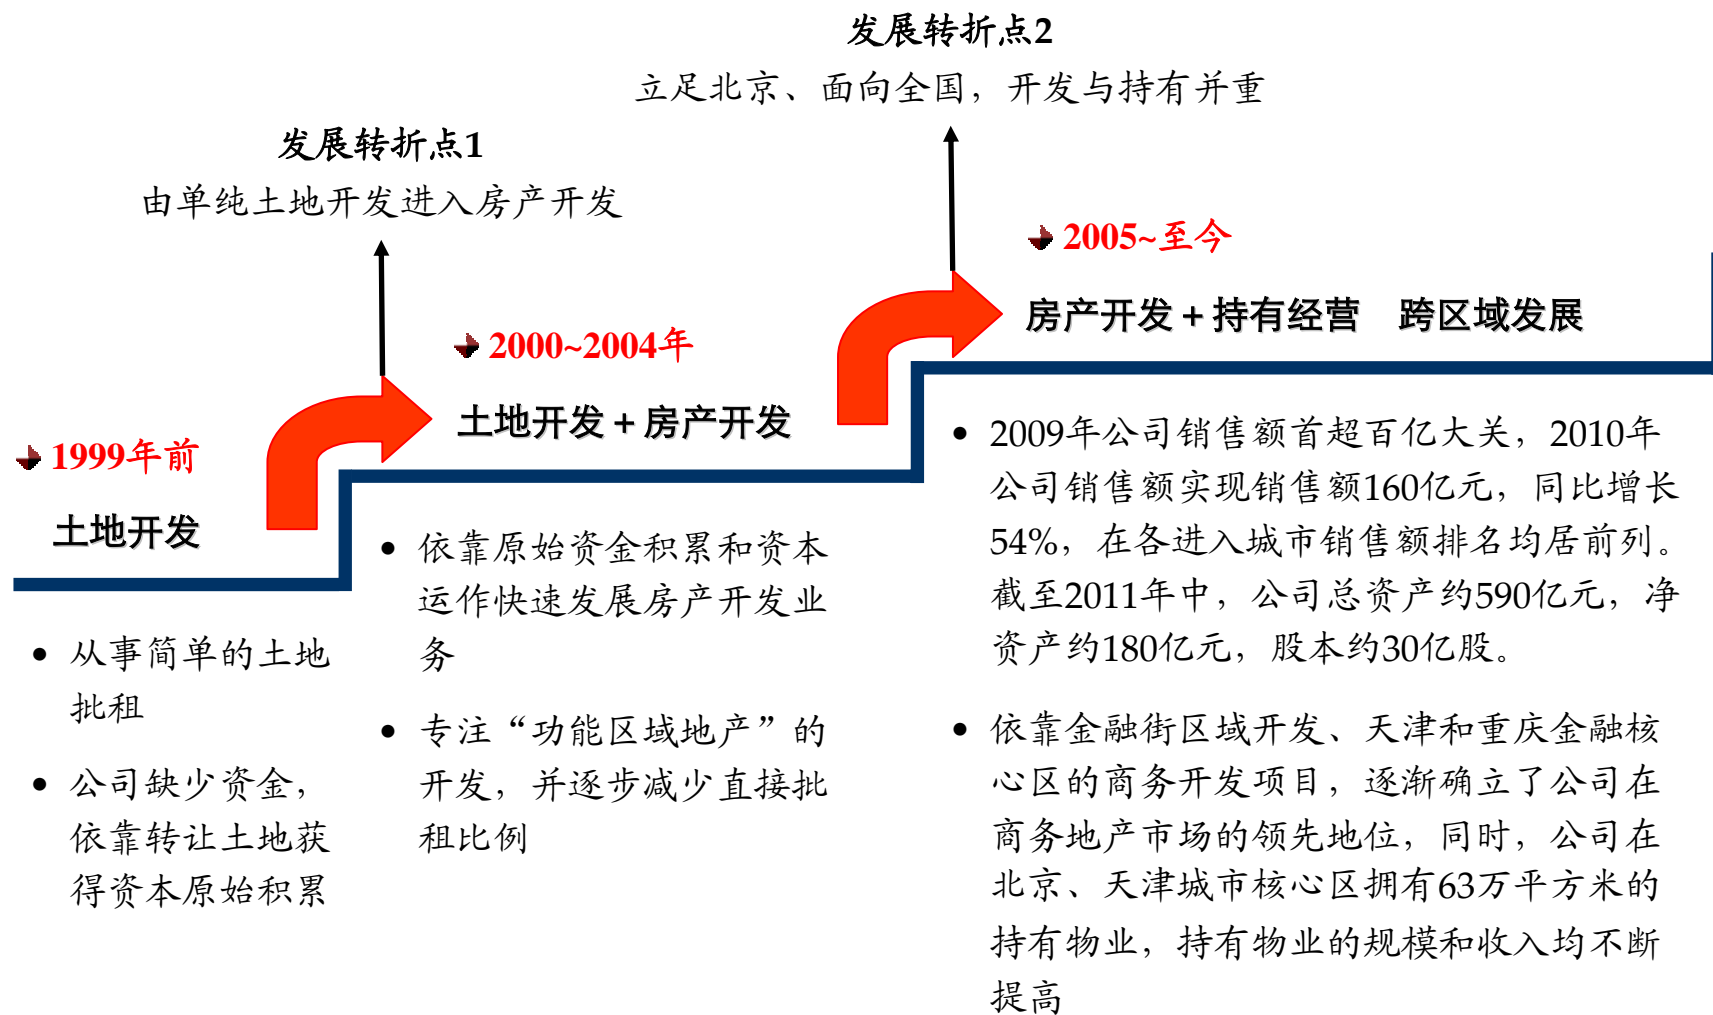 发展转折点2
立足北京、面向全国，开发与持有并重
发展转折点1
由单纯土地开发进入房产开发
1999年前
土地开发
• 从事简单的土地
批租
• 公司缺少资金，
依靠转让土地获
得资本原始积累
2000~2004年
土地开发+房产开发
• 依靠原始资金积累和资本
运作快速发展房产开发业
务
• 专注“功能区域地产”的
开发，并逐步减少直接批
租比例
2005~至今
房产开发+持有经营 跨区域发展
• 2009年公司销售额首超百亿大关，2010年
公司销售额实现销售额160亿元，同比增长
54%，在各进入城市销售额排名均居前列。
截至2011年中，公司总资产约590亿元，净
资产约180亿元，股本约30亿股。
• 依靠金融街区域开发、天津和重庆金融核
心区的商务开发项目，逐渐确立了公司在
商务地产市场的领先地位，同时，公司在
北京、天津城市核心区拥有63万平方米的
持有物业，持有物业的规模和收入均不断
提高